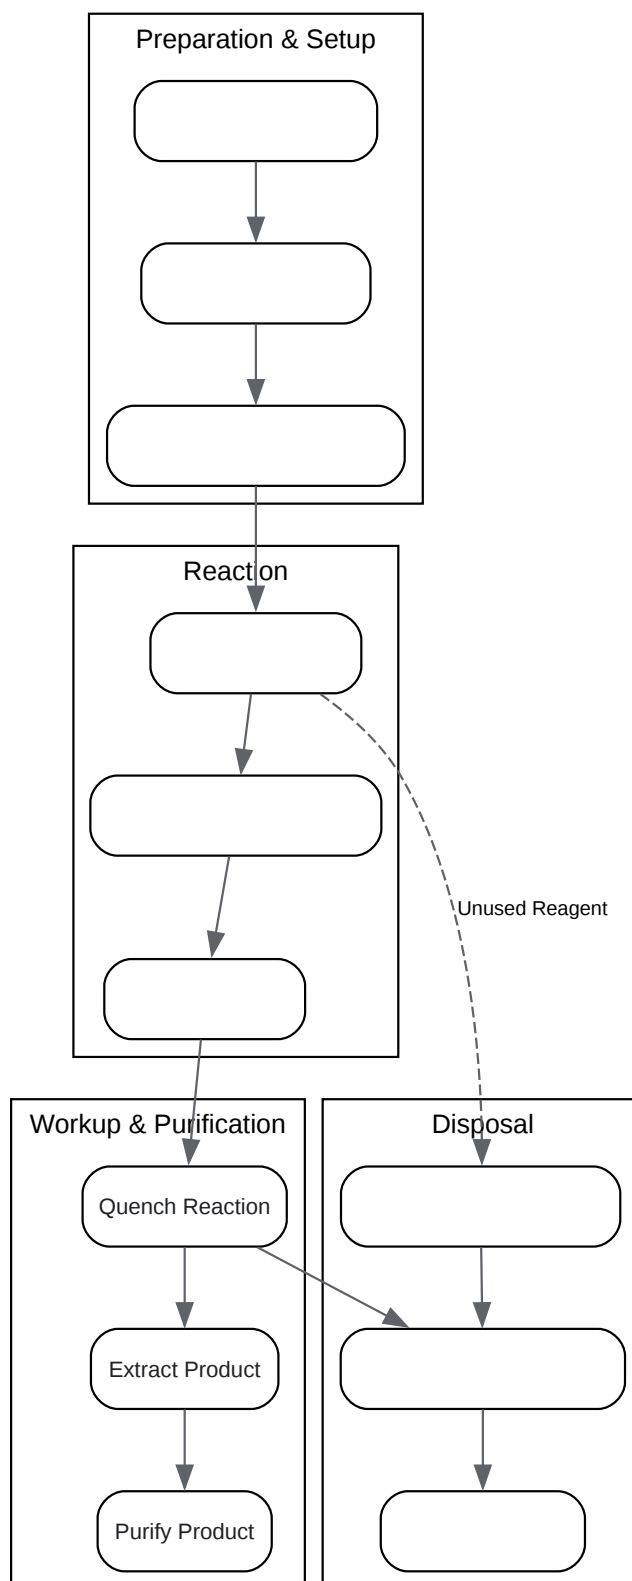 Preparation & Setup
Reaction
Unused Reagent
Workup & Purification
Disposal
Quench Reaction
Extract Product
Purify Product